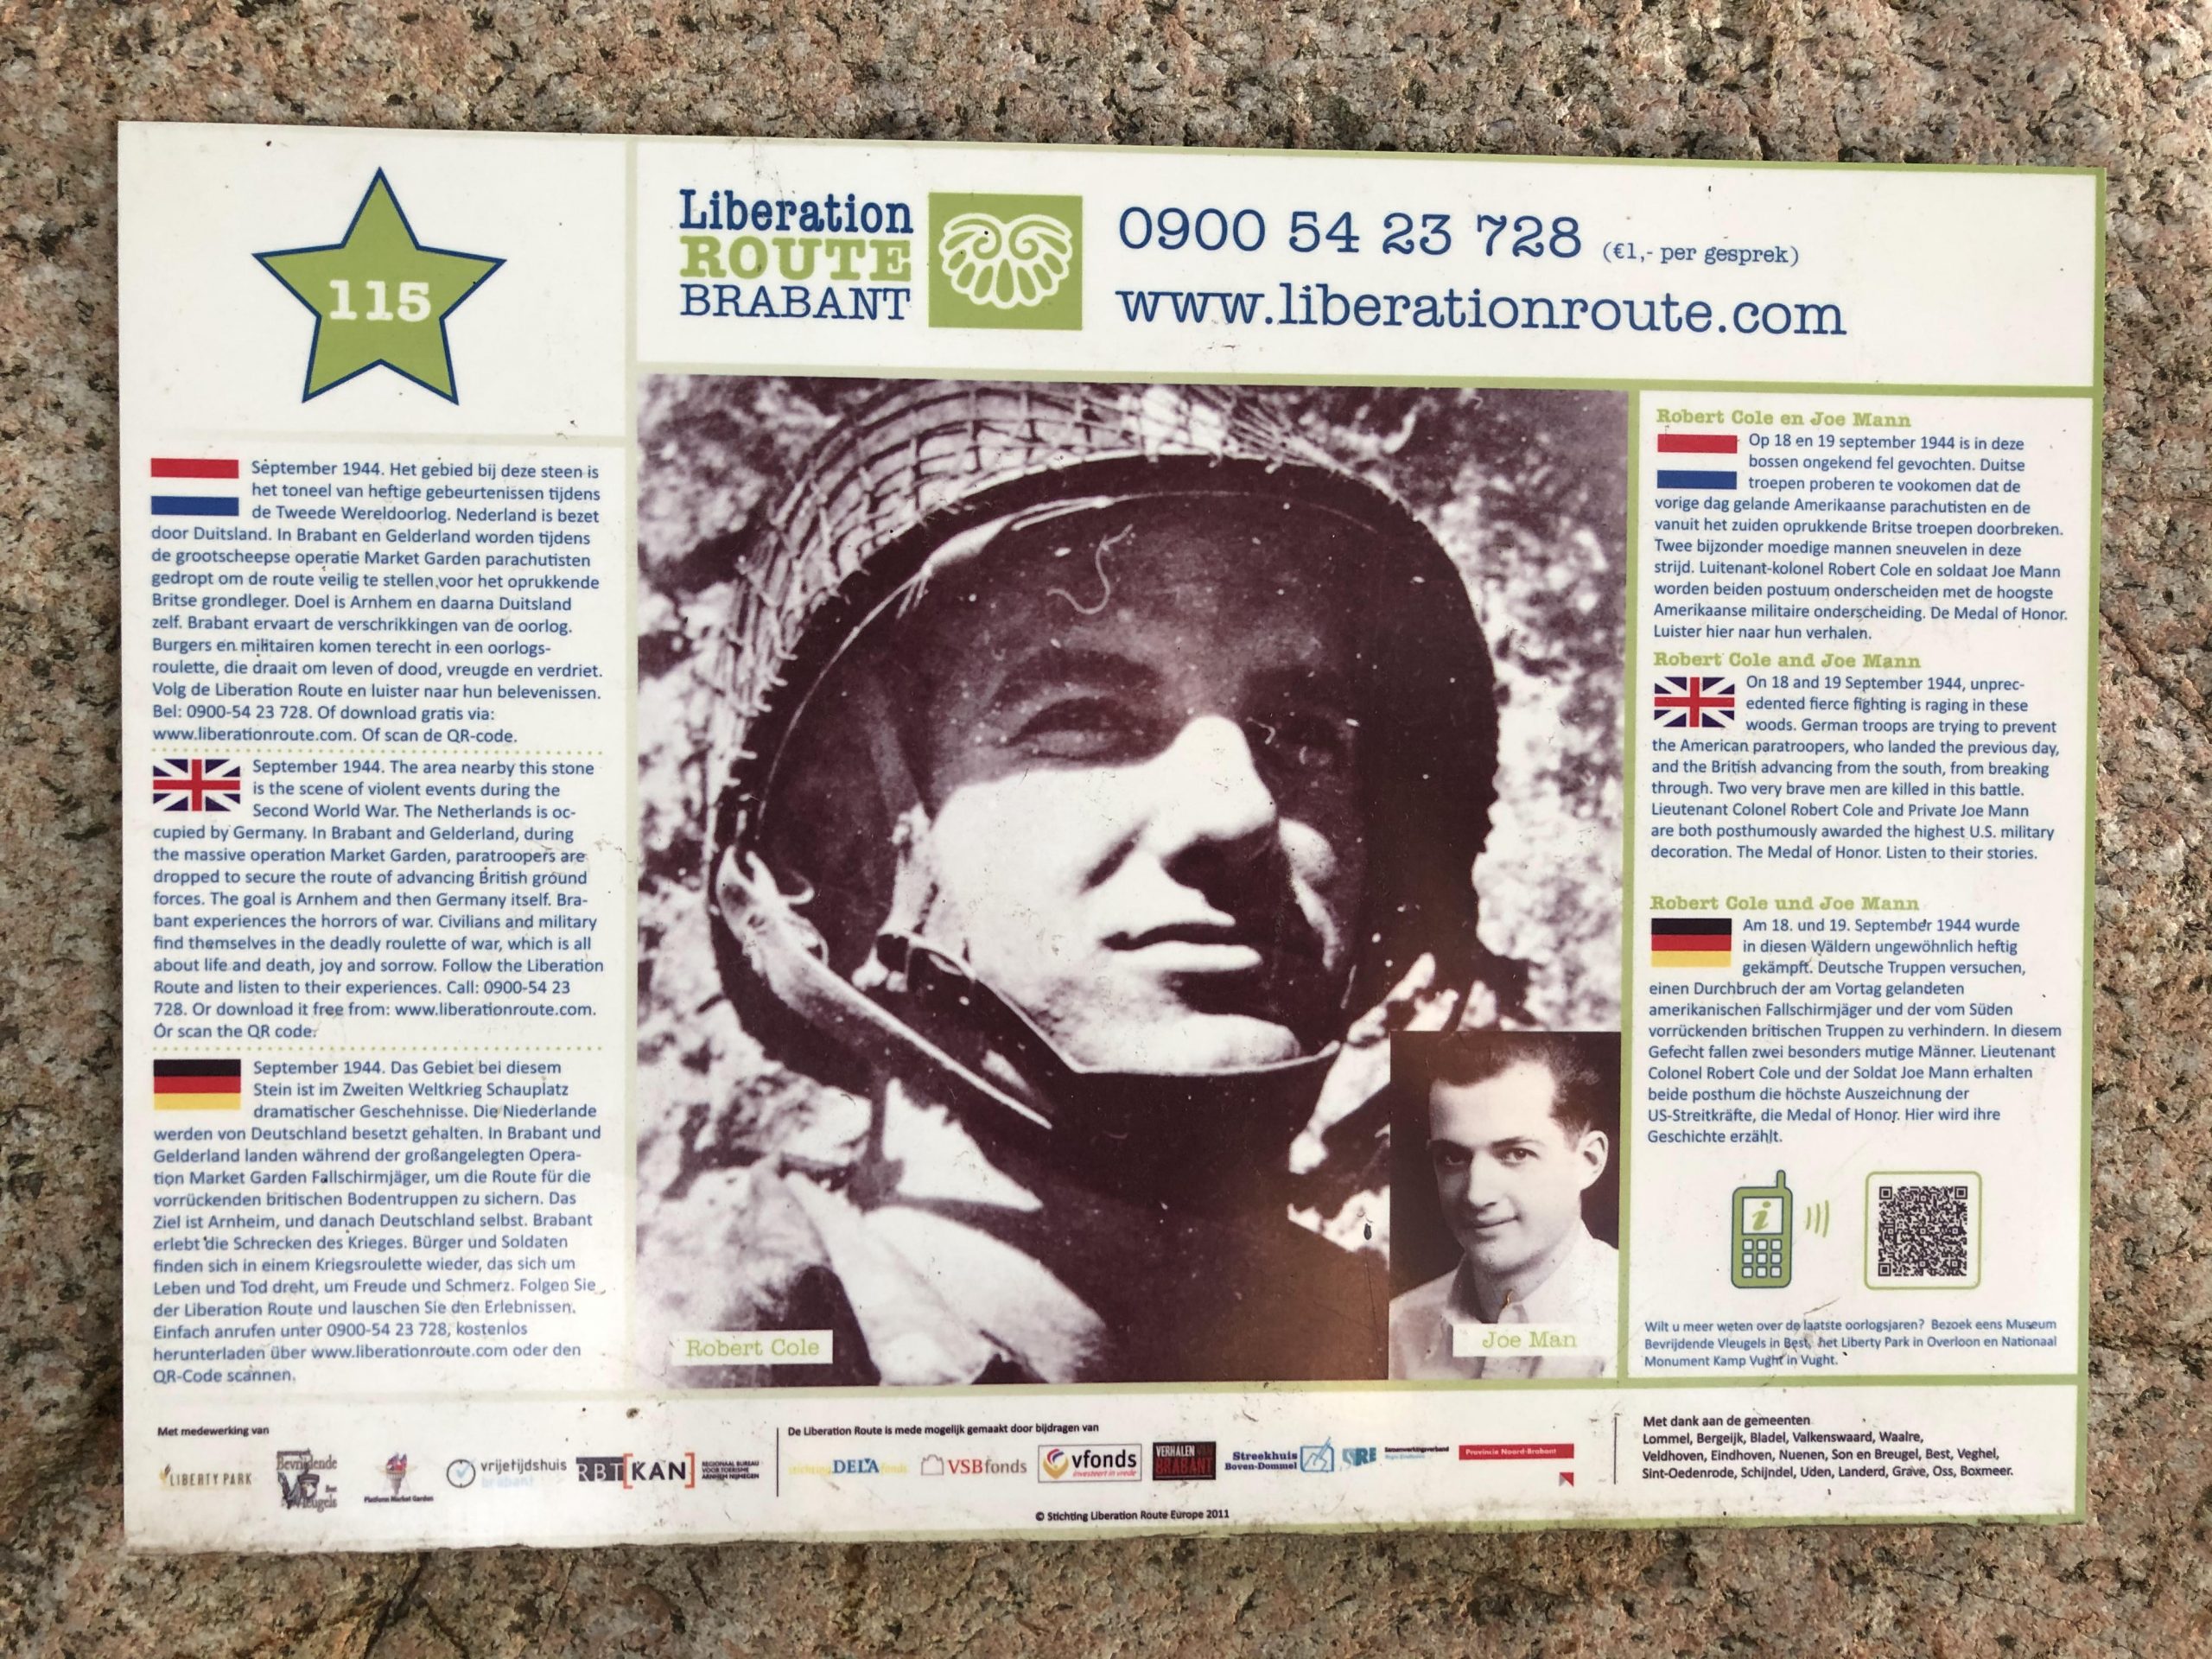 115
Liberation
ROUTE
BRABANT
0900 54 23 728 (€1,- per gesprek)
www.liberationroute.com
September 1944. Het gebied bij deze steen is
het toneel van heftige gebeurtenissen tijdens
de Tweede Wereldoorlog. Nederland is bezet
door Duitsland. In Brabant en Gelderland worden tijdens
de grootscheepse operatie Market Garden parachutisten
gedropt om de route veilig te stellen voor het oprukkende
Britse grondleger. Doel is Arnhem en daarna Duitsland
zelf. Brabant ervaart de verschrikkingen van de oorlog.
Burgers en militairen komen terecht in een oorlogs-
roulette, die draait om leven of dood, vreugde en verdriet.
Volg de Liberation Route en luister naar hun belevenissen.
Bel: 0900-54 23 728. Of download gratis via:
www.liberationroute.com. Of scan de QR-code.
September 1944. The area nearby this stone
is the scene of violent events during the
Second World War. The Netherlands is oc-
cupied by Germany. In Brabant and Gelderland, during
the massive operation Market Garden, paratroopers are
dropped to secure the route of advancing British ground
forces. The goal is Arnhem and then Germany itself. Bra-
bant experiences the horrors of war. Civilians and military
find themselves in the deadly roulette of war, which is all
about life and death, joy and sorrow. Follow the Liberation
Route and listen to their experiences. Call: 0900-54 23
728. Or download it free from: www.liberationroute.com.
Or scan the QR code.
September 1944. Das Gebiet bei diesem
Stein ist im Zweiten Weltkrieg Schauplatz
dramatischer Geschehnisse. Die Niederlande
werden von Deutschland besetzt gehalten. In Brabant und
Gelderland landen während der großangelegten Opera-
tion Market Garden Fallschirmjäger, um die Route für die
vorrückenden britischen Bodentruppen zu sichern. Das
Ziel ist Arnheim, und danach Deutschland selbst. Brabant
erlebt die Schrecken des Krieges. Bürger und Soldaten
finden sich in einem Kriegsroulette wieder, das sich um
Leben und Tod dreht, um Freude und Schmerz. Folgen Sie
der Liberation Route und lauschen Sie den Erlebnissen.
Einfach anrufen unter 0900-54 23 728, kostenlos
herunterladen über www.liberationroute.com oder den
QR-Code scannen.
Robert Cole
Joe Man
Robert Cole en Joe Mann
Op 18 en 19 september 1944 is in deze
bossen ongekend fel gevochten. Duitse
troepen proberen te vookomen dat de
vorige dag gelande Amerikaanse parachutisten en de
vanuit het zuiden oprukkende Britse troepen doorbreken.
Twee bijzonder moedige mannen sneuvelen in deze
strijd. Luitenant-kolonel Robert Cole en soldaat Joe Mann
worden beiden postuum onderscheiden met de hoogste
Amerikaanse militaire onderscheiding. De Medal of Honor.
Luister hier naar hun verhalen.
Robert Cole and Joe Mann
On 18 and 19 September 1944, unprec-
edented fierce fighting is raging in these
woods. German troops are trying to prevent
the American paratroopers, who landed the previous day,
and the British advancing from the south, from breaking
through. Two very brave men are killed in this battle.
Lieutenant Colonel Robert Cole and Private Joe Mann
are both posthumously awarded the highest U.S. military
decoration. The Medal of Honor. Listen to their stories.
Robert Cole und Joe Mann
Am 18. und 19. September 1944 wurde
in diesen Wäldern ungewöhnlich heftig
gekämpft. Deutsche Truppen versuchen,
einen Durchbruch der am Vortag gelandeten
amerikanischen Fallschirmjäger und der vom Süden
vorrückenden britischen Truppen zu verhindern. In diesem
Gefecht fallen zwei besonders mutige Männer. Lieutenant
Colonel Robert Cole und der Soldat Joe Mann erhalten
beide posthum die höchste Auszeichnung der
US-Streitkräfte, die Medal of Honor. Hier wird ihre
Geschichte erzählt.
i
Wilt u meer weten over de laatste oorlogsjaren? Bezoek eens Museum
Bevrijdende Vleugels in Best, het Liberty Park in Overloon en Nationaal
Monument Kamp Vught in Vught.
Met medewerking van
LIBERTY PARK
Bevrijdende Vleugels
Platform Market Garden
vrijetijdshuis
brabant
RBT KAN
REGIONAAL BUREAU
VOOR TOERISME
ARNHEM NIJMEGEN
De Liberation Route is mede mogelijk gemaakt door bijdragen van
DELA fonds
VSBfonds
vfonds
investeert in vrede
VERHALEN VAN
BRABANT
Streekhuis
Boven-Dommel
SRE
Samenwerkingsverband
Provincie Noord-Brabant
Met dank aan de gemeenten
Lommel, Bergeijk, Bladel, Valkenswaard, Waalre,
Veldhoven, Eindhoven, Nuenen, Son en Breugel, Best, Veghel,
Sint-Oedenrode, Schijndel, Uden, Landerd, Grave, Oss, Boxmeer.
© Stichting Liberation Route Europe 2011